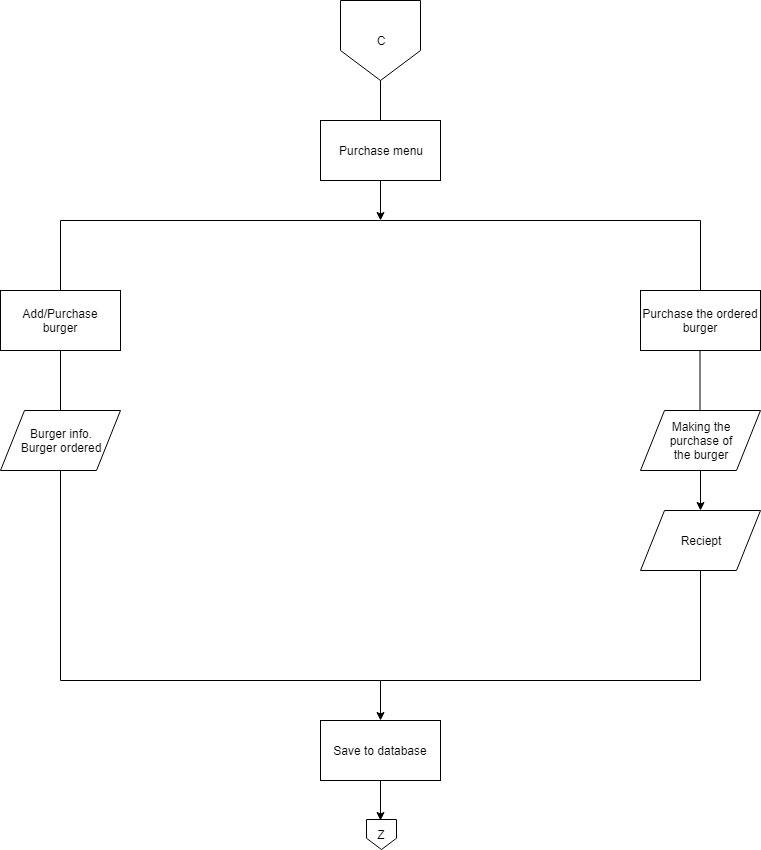 C
Purchase menu
Add/Purchase
burger
Purchase the ordered
burger
Burger info.
Burger ordered
Making the
purchase of
the burger
Reciept
Save to database
Z